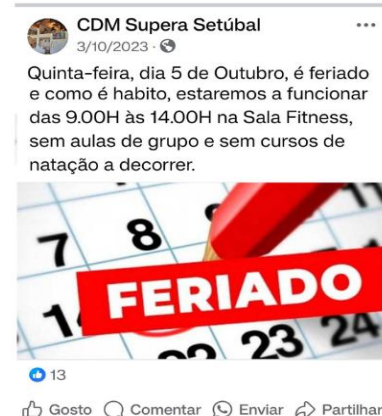 CDM Supera Setúbal
3/10/2023 ·
Quinta-feira, dia 5 de Outubro, é feriado
e como é habito, estaremos a funcionar
das 9.00H às 14.00H na Sala Fitness,
sem aulas de grupo e sem cursos de
natação a decorrer.
7 8
FERIADO
23 24
13
Gosto Comentar Enviar Partilhar